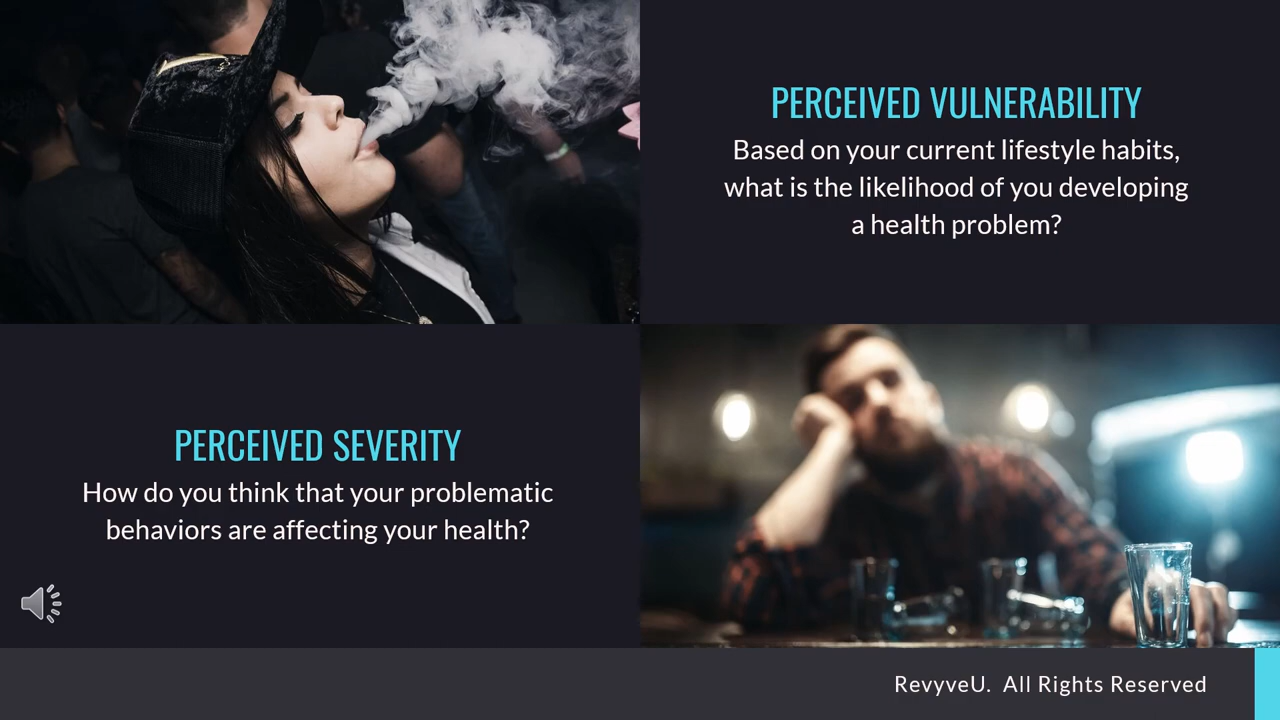 PERCEIVED VULNERABILITY
Based on your current lifestyle habits,
what is the likelihood of you developing
a health problem?
PERCEIVED SEVERITY
How do you think that your problematic
behaviors are affecting your health?
RevyveU. All Rights Reserved